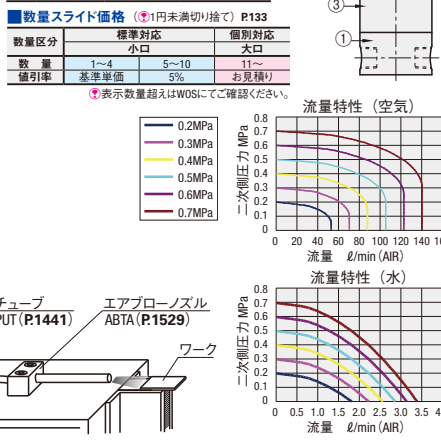 ■数量スライド価格 (?1円未満切り捨て) P.133
数量区分 標準対応 個別対応
小口 大口
数 量 1~4 5~10 11~
値引率 基準単価 5% お見積り
?表示数量超えはWOSにてご確認ください。
③
①
流量特性(空気)
0.2MPa
0.3MPa
0.4MPa
0.5MPa
0.6MPa
0.7MPa
二次側圧力 MPa
0.8
0.7
0.6
0.5
0.4
0.3
0.2
0.1
0
0 20 40 60 80 100 120 140
流量 ℓ/min(AIR)
流量特性(水)
二次側圧力 MPa
0.8
0.7
0.6
0.5
0.4
0.3
0.2
0.1
0
0 0.5 1.0 1.5 2.0 2.5 3.0 3.5
流量 ℓ/min(AIR)
チューブ
PUT(P.1441)
エアブローノズル
ABTA(P.1529)
ワーク